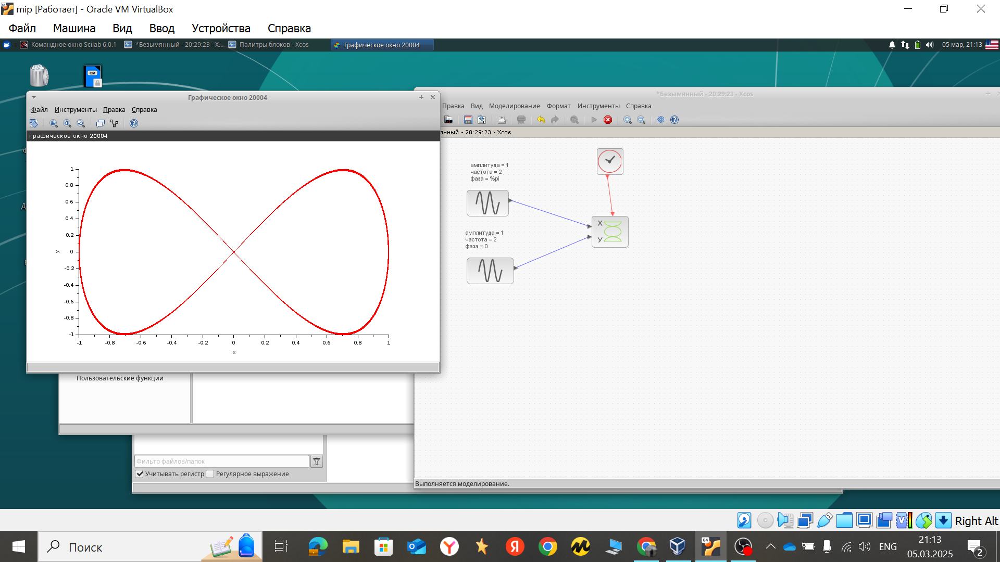 mip [Работает] - Oracle VM VirtualBox
Файл Машина Вид Ввод Устройства Справка
Командное окно Scilab 6.0.1 *Безымянный - 20:29:23 - X... Палитры блоков - Xcos Графическое окно 20004 05 мар, 21:13
OM
Графическое окно 20004
Файл Инструменты Правка Справка
Графическое окно 20004
1
0.8
0.6
0.4
0.2
0
-0.2
-0.4
-0.6
-0.8
-1
y
-1 -0.8 -0.6 -0.4 -0.2 0 0.2 0.4 0.6 0.8 1
x
*Безымянный - 20:29:23 - Xcos
Правка Вид Моделирование Формат Инструменты Справка
янный - 20:29:23 - Xcos
амплитуда = 1
частота = 2
фаза = %pi
амплитуда = 1
частота = 2
фаза = 0
X
У
Выполняется моделирование.
Пользовательские функции
Фильтр файлов/папок
Учитывать регистр Регулярное выражение
Right Alt
Поиск
64
ENG
21:13
05.03.2025
2